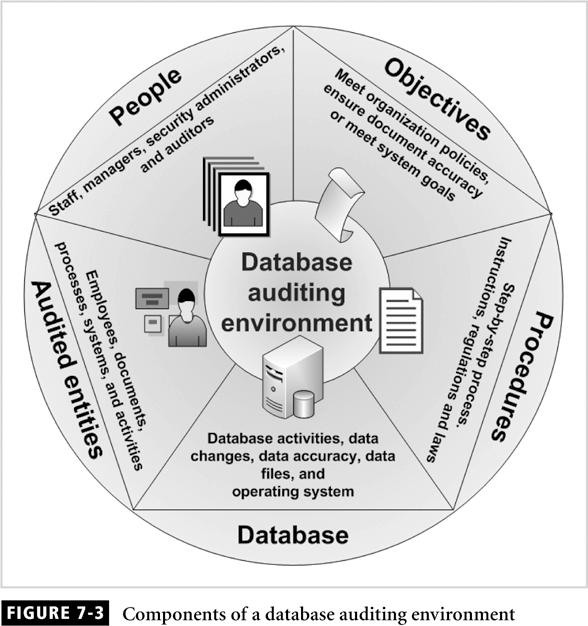 People
Staff, managers, security administrators,
and auditors
Objectives
Meet organization policies,
ensure document accuracy
or meet system goals
Procedures
Step-by-step process,
Instructions, regulations and laws
Database
Database activities, data
changes, data accuracy, data
files, and
operating system
Audited entities
Employees, documents,
processes, systems, and activities
Database
auditing
environment
FIGURE 7-3 Components of a database auditing environment